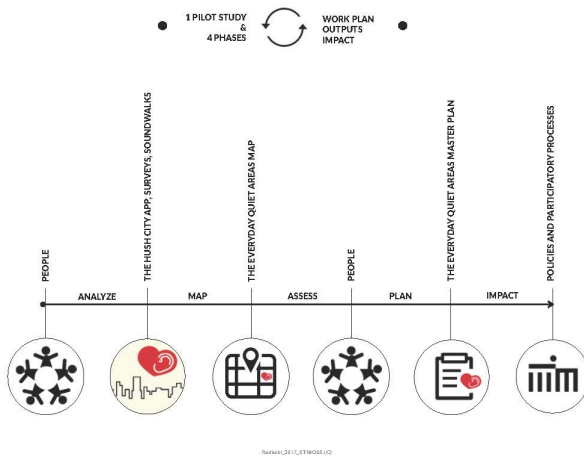 1 PILOT STUDY
&
4 PHASES
WORK PLAN
OUTPUTS
IMPACT
PEOPLE
THE HUSH CITY APP, SURVEYS, SOUNDWALKS
THE EVERYDAY QUIET AREAS MAP
PEOPLE
THE EVERYDAY QUIET AREAS MASTER PLAN
POLICIES AND PARTICIPATORY PROCESSES
ANALYZE
MAP
ASSESS
PLAN
IMPACT